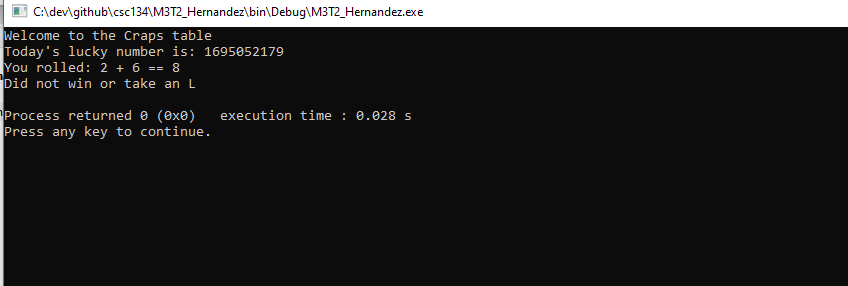 C:\dev\github\csc134\M3T2_Hernandez\bin\Debug\M3T2_Hernandez.exe
Welcome to the Craps table
Today's lucky number is: 1695052179
You rolled: 2 + 6 == 8
Did not win or take an L
Process returned 0 (0x0)   execution time : 0.028 s
Press any key to continue.